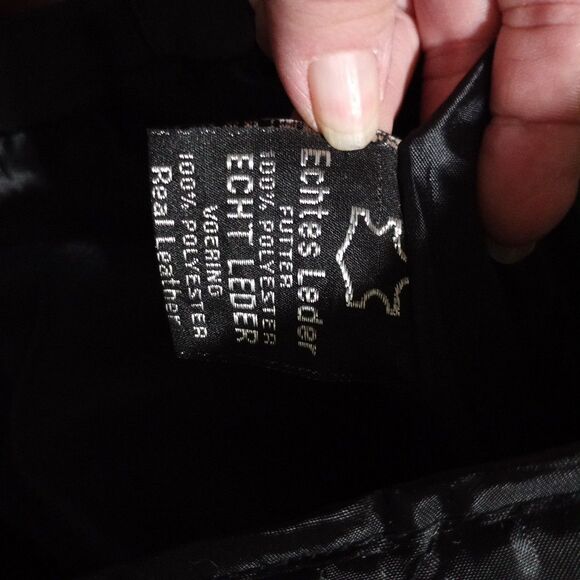 Echtes Leder
FUTTER
100% POLYESTER
ECHT LEDER
VOERING
100% POLYESTER
Real Leather